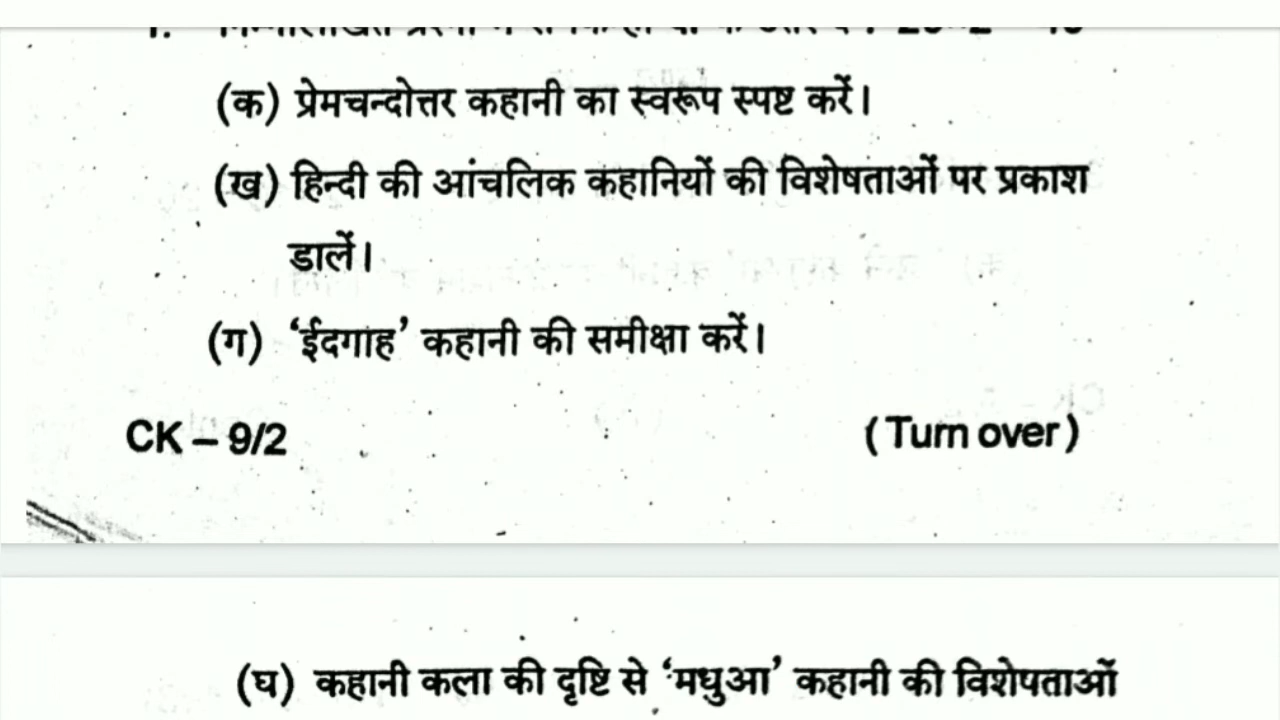 1.
(क) प्रेमचन्दोत्तर कहानी का स्वरूप स्पष्ट करें।
(ख) हिन्दी की आंचलिक कहानियों की विशेषताओं पर प्रकाश
डालें।
(ग) ‘ईदगाह’ कहानी की समीक्षा करें।
CK – 9/2 (Turn over)
(घ) कहानी कला की दृष्टि से ‘मधुआ’ कहानी की विशेषताओं